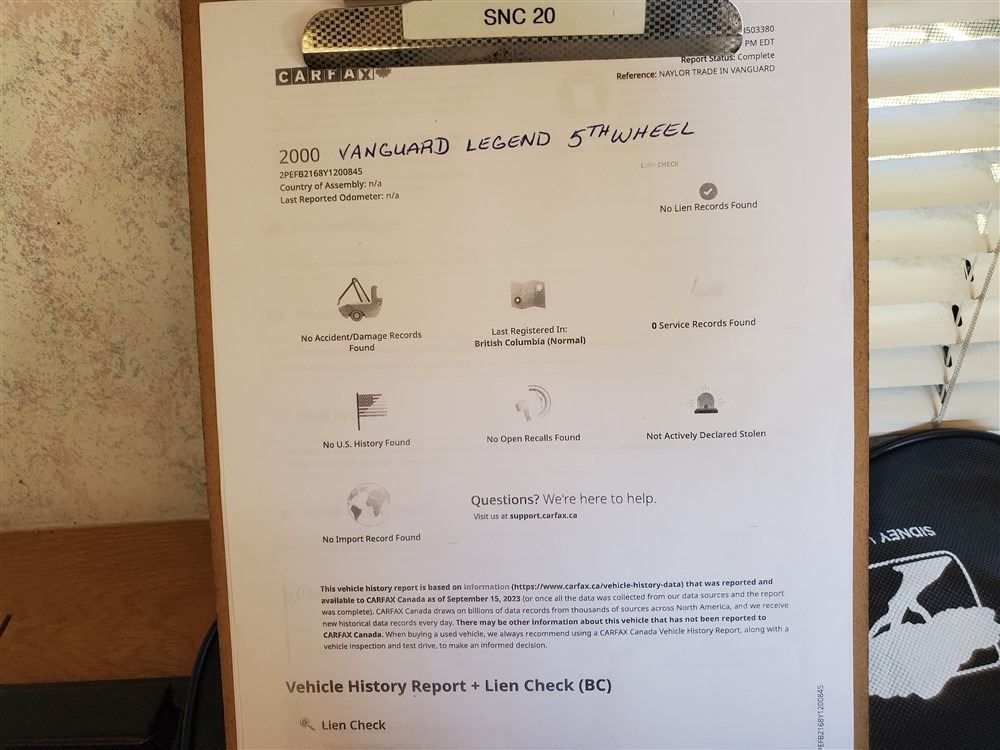 SNC 20
3503380
PM EDT
Report Status: Complete
CARFAX
Reference: NAYLOR TRADE IN VANGUARD
2000 VANGUARD LEGEND 5TH WHEEL
2PEFB2168Y1200845
Country of Assembly: n/a
Last Reported Odometer: n/a
LIEN CHECK
No Lien Records Found
No Accident/Damage Records
Found
Last Registered In:
British Columbia (Normal)
0 Service Records Found
No U.S. History Found
No Open Recalls Found
Not Actively Declared Stolen
No Import Record Found
Questions? We're here to help.
Visit us at support.carfax.ca
This vehicle history report is based on information (https://www.carfax.ca/vehicle-history-data) that was reported and
available to CARFAX Canada as of September 15, 2023 (or once all the data was collected from our data sources and the report
was complete). CARFAX Canada draws on billions of data records from thousands of sources across North America, and we receive
new historical data records every day. There may be other information about this vehicle that has not been reported to
CARFAX Canada. When buying a used vehicle, we always recommend using a CARFAX Canada Vehicle History Report, along with a
vehicle inspection and test drive, to make an informed decision.
Vehicle History Report + Lien Check (BC)
Lien Check
PEFB2168Y1200845
SIDNEY